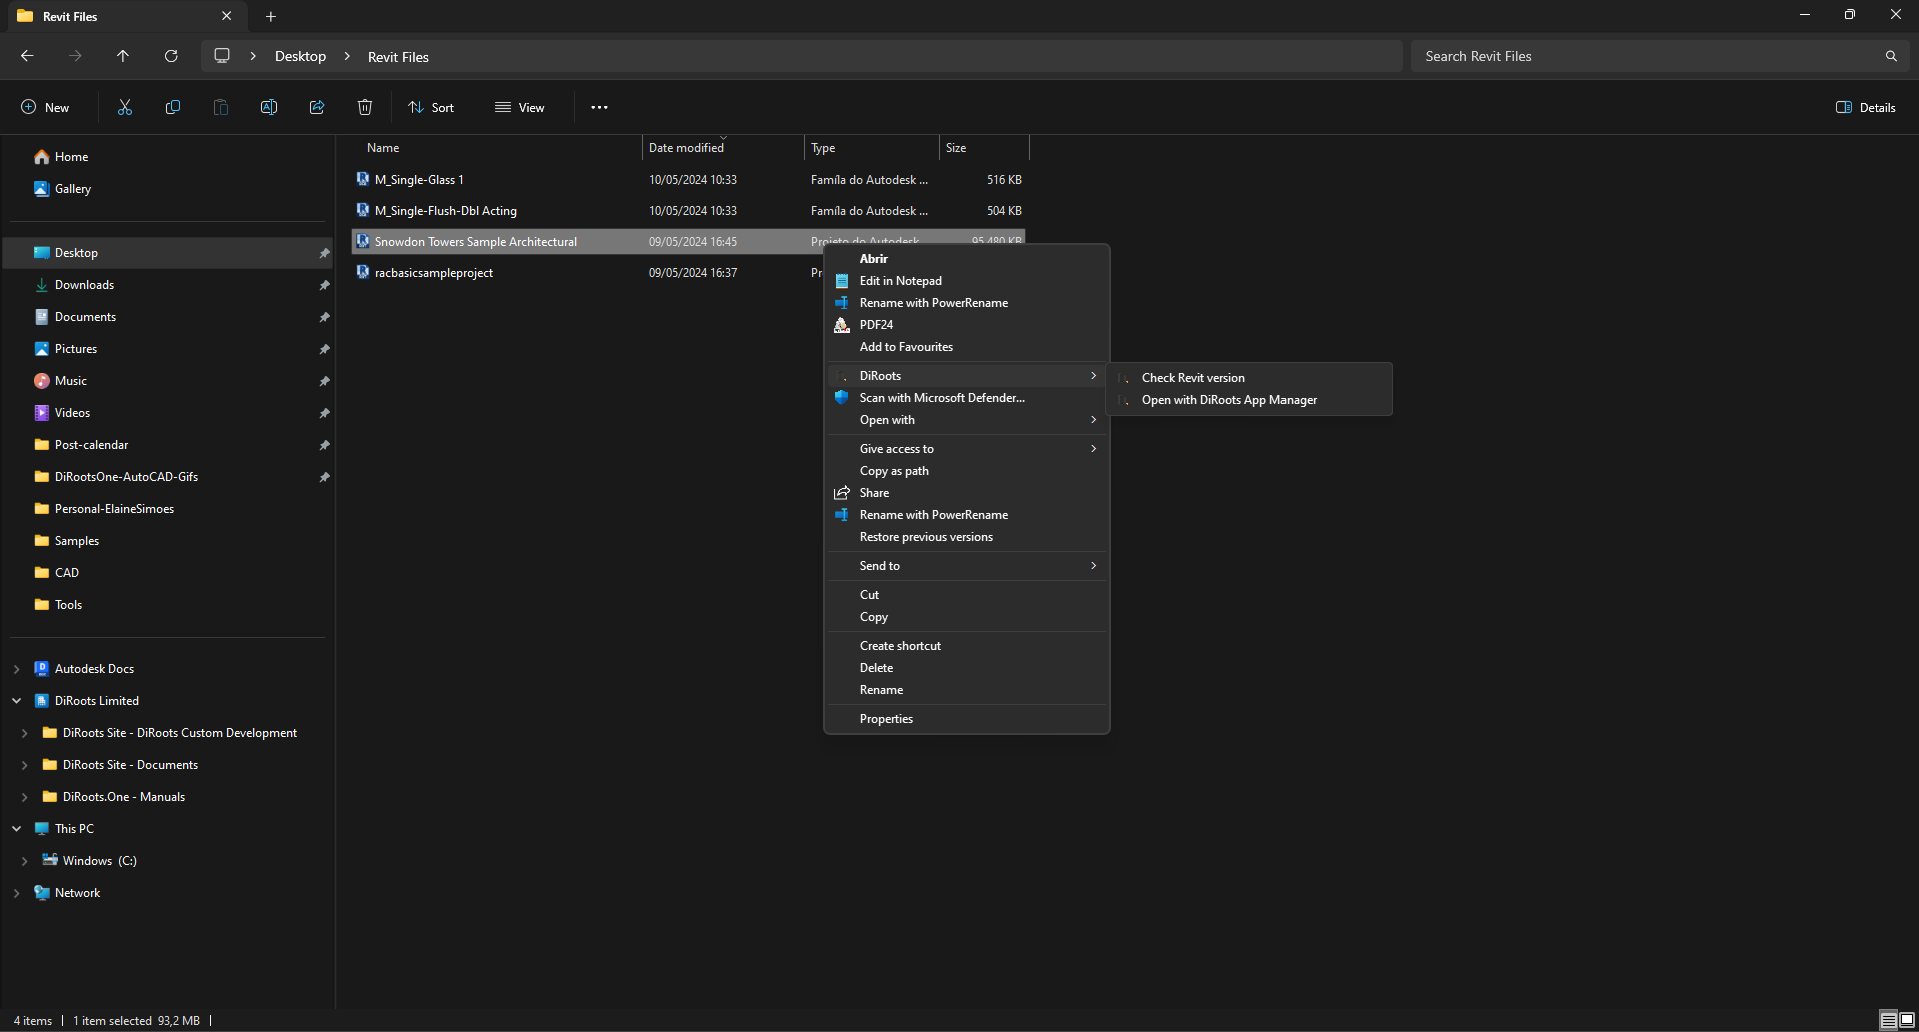 Revit Files
Desktop > Revit Files
Search Revit Files
New
Sort
View
Details
Home
Gallery
Desktop
Downloads
Documents
Pictures
Music
Videos
Post-calendar
DiRootsOne-AutoCAD-Gifs
Personal-ElaineSimoes
Samples
CAD
Tools
Autodesk Docs
DiRoots Limited
DiRoots Site - DiRoots Custom Development
DiRoots Site - Documents
DiRoots.One - Manuals
This PC
Windows (C:)
Network
Name Date modified Type Size
M_Single-Glass 1 10/05/2024 10:33 Famíla do Autodesk ... 516 KB
M_Single-Flush-Dbl Acting 10/05/2024 10:33 Famíla do Autodesk ... 504 KB
Snowdon Towers Sample Architectural 09/05/2024 16:45 Projeto do Autodesk 95.480 KB
racbasicsampleproject 09/05/2024 16:37 Pr
Abrir
Edit in Notepad
Rename with PowerRename
PDF24
Add to Favourites
DiRoots
Scan with Microsoft Defender...
Open with
Give access to
Copy as path
Share
Rename with PowerRename
Restore previous versions
Send to
Cut
Copy
Create shortcut
Delete
Rename
Properties
Check Revit version
Open with DiRoots App Manager
4 items | 1 item selected 93,2 MB |